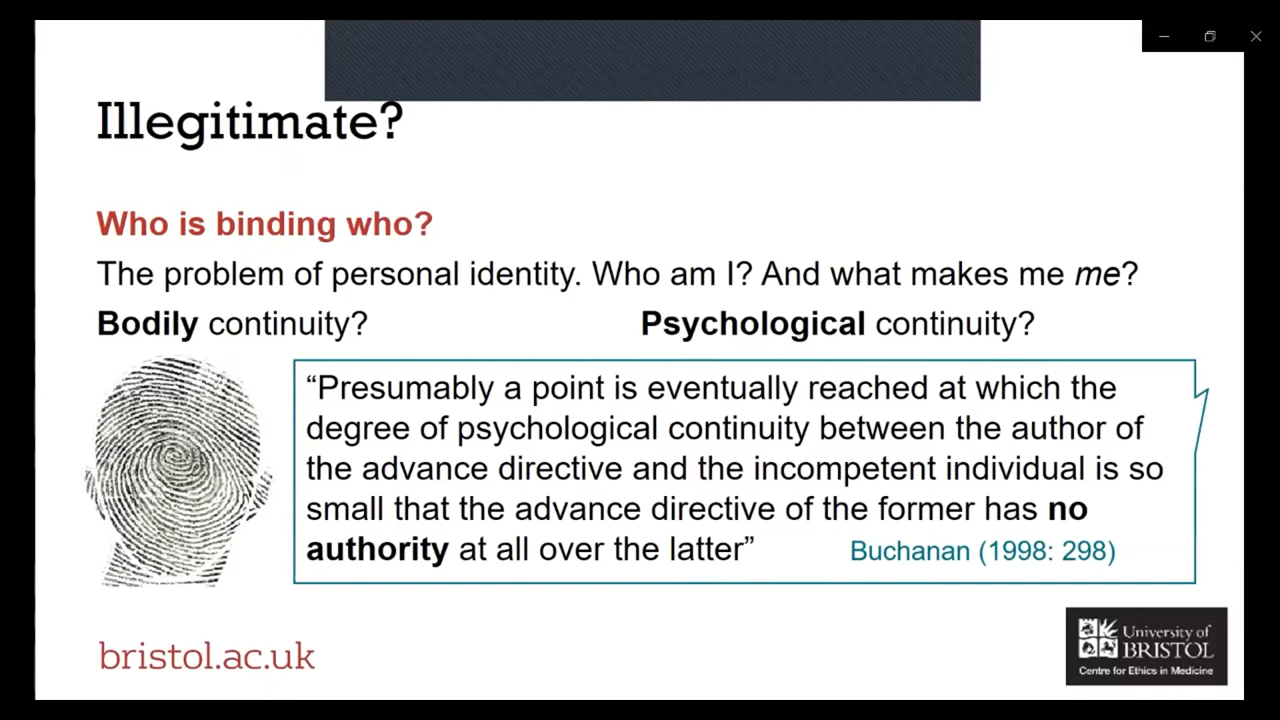 Illegitimate?
Who is binding who?
The problem of personal identity. Who am I? And what makes me me?
Bodily continuity?
Psychological continuity?
“Presumably a point is eventually reached at which the
degree of psychological continuity between the author of
the advance directive and the incompetent individual is so
small that the advance directive of the former has no
authority at all over the latter”
Buchanan (1998: 298)
bristol.ac.uk
University of
BRISTOL
Centre for Ethics in Medicine